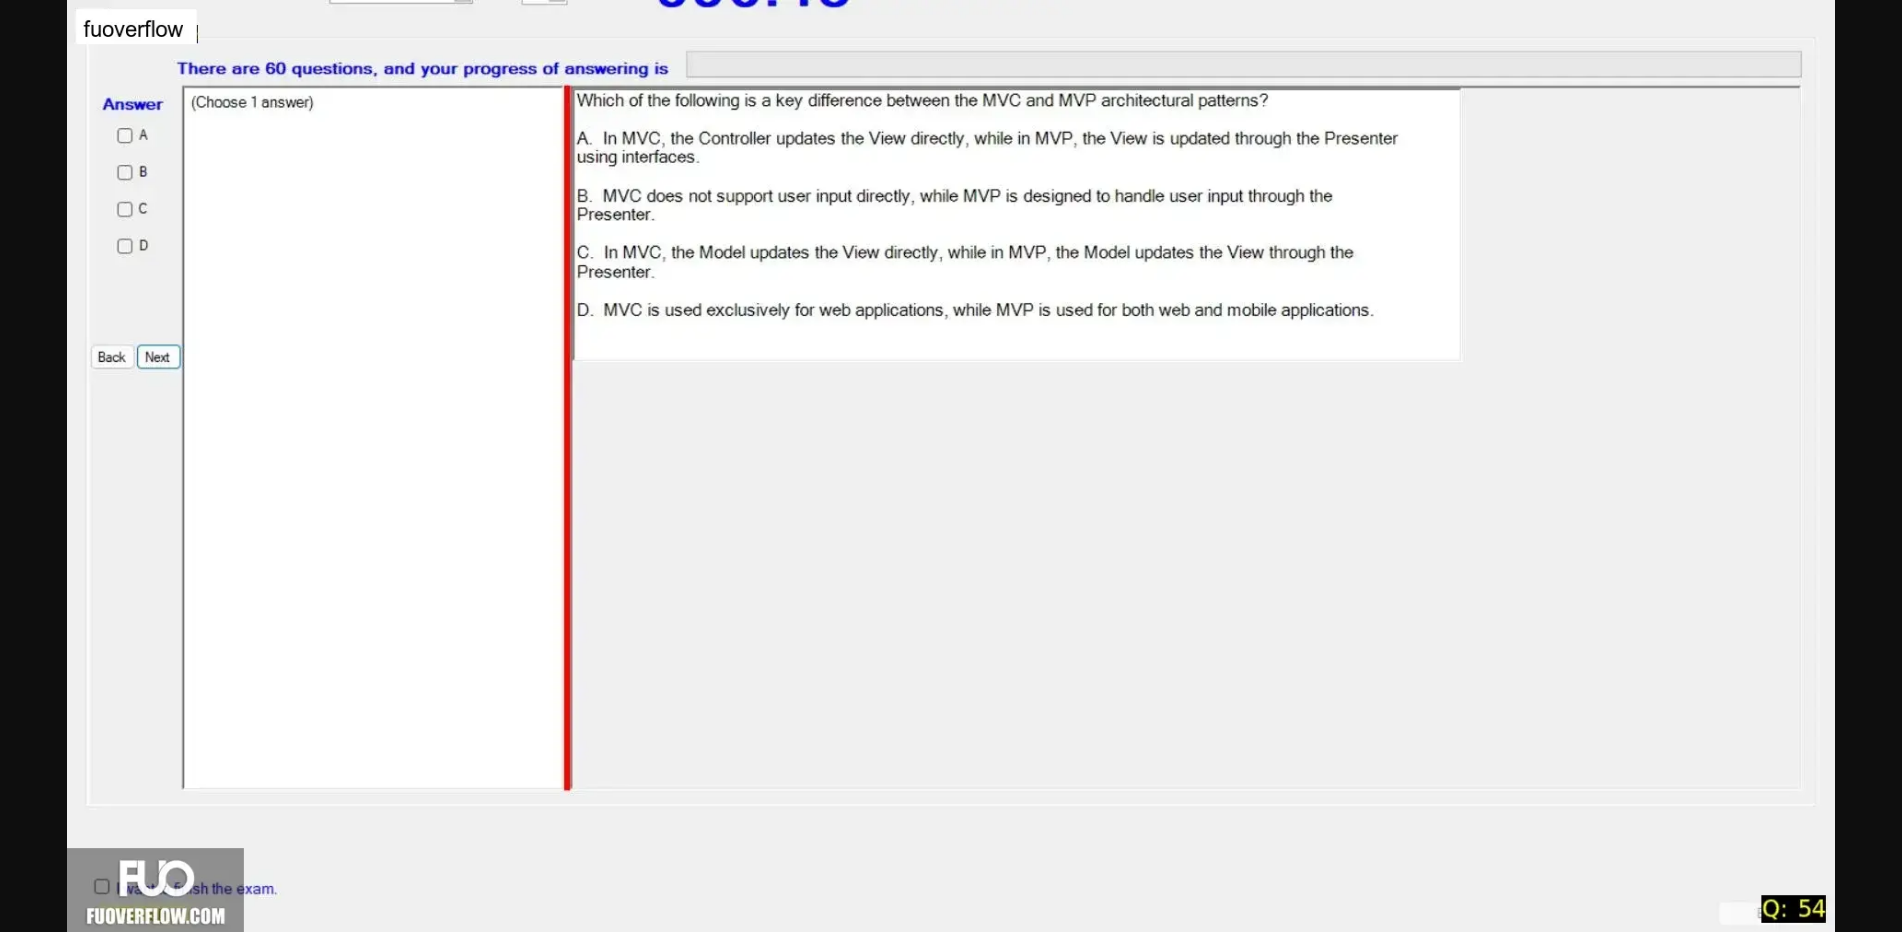 fuoverflow
There are 60 questions, and your progress of answering is
Answer
(Choose 1 answer)
A
B
C
D
Back
Next
Which of the following is a key difference between the MVC and MVP architectural patterns?
A. In MVC, the Controller updates the View directly, while in MVP, the View is updated through the Presenter
using interfaces.
B. MVC does not support user input directly, while MVP is designed to handle user input through the
Presenter.
C. In MVC, the Model updates the View directly, while in MVP, the Model updates the View through the
Presenter.
D. MVC is used exclusively for web applications, while MVP is used for both web and mobile applications.
FUO
the exam.
FUOVERFLOW.COM
Q: 54